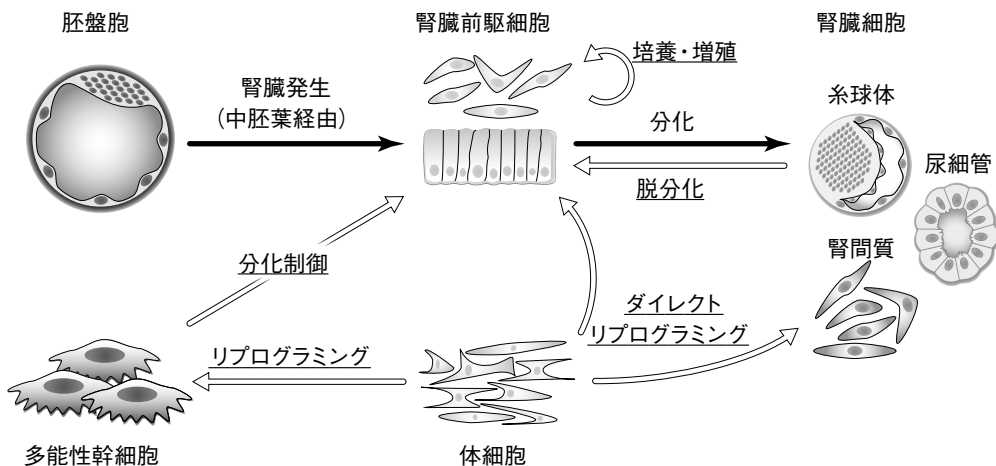 胚盤胞
腎臓前駆細胞
腎臓細胞
腎臓発生
（中胚葉経由）
培養・増殖
分化
脱分化
糸球体
尿細管
腎間質
分化制御
ダイレクト
リプログラミング
リプログラミング
多能性幹細胞
体細胞